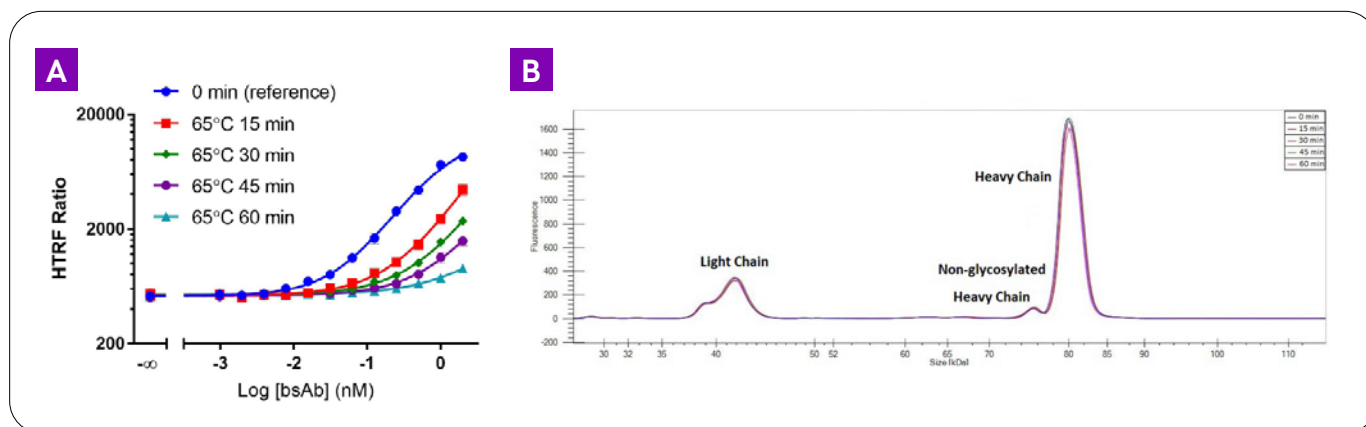 A
0 min (reference)
65°C 15 min
65°C 30 min
65°C 45 min
65°C 60 min
20000
2000
200
HTRF Ratio
-∞
-3
-2
-1
0
Log [bsAb] (nM)
B
1600
1400
1200
1000
800
600
400
200
0
-200
Fluorescence
Light Chain
Non-glycosylated
Heavy Chain
Heavy Chain
0 min
15 min
30 min
45 min
60 min
30 32 35 40 50 52 60 65 70 80 85 90 100 110
Size [kDa]